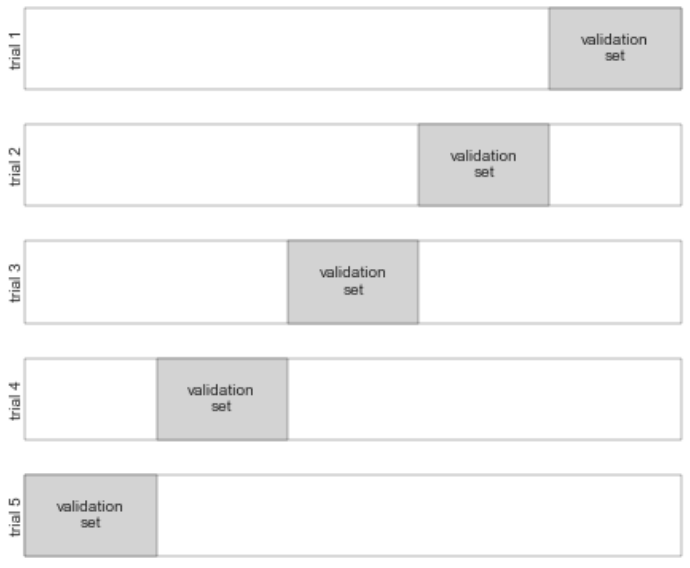 trial 1
validation
set
trial 2
validation
set
trial 3
validation
set
trial 4
validation
set
trial 5
validation
set